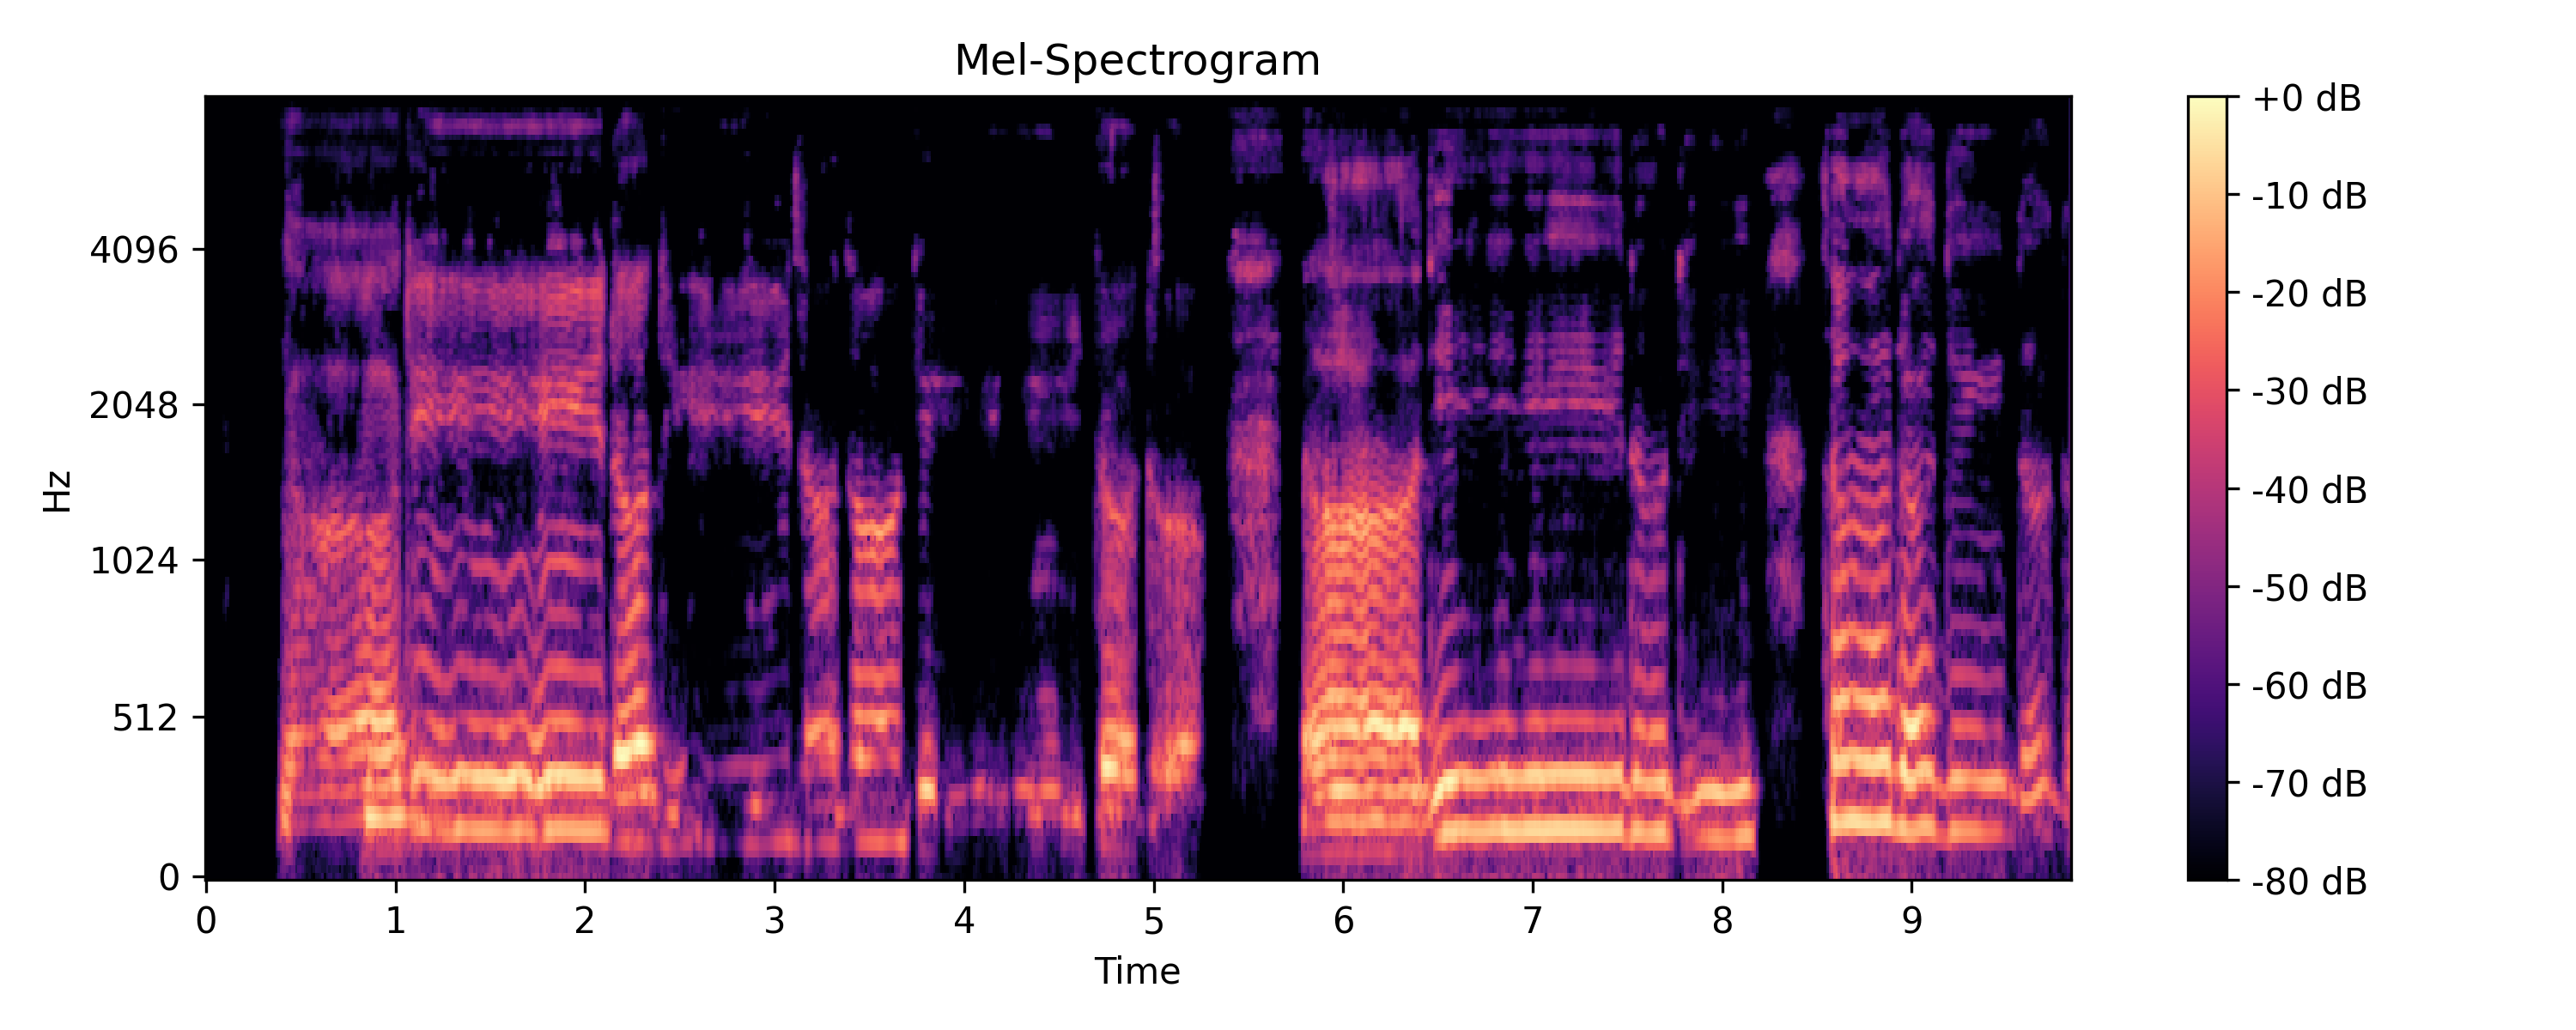 Mel-Spectrogram
Hz
4096
2048
1024
512
0
0 1 2 3 4 5 6 7 8 9
Time
+0 dB
-10 dB
-20 dB
-30 dB
-40 dB
-50 dB
-60 dB
-70 dB
-80 dB